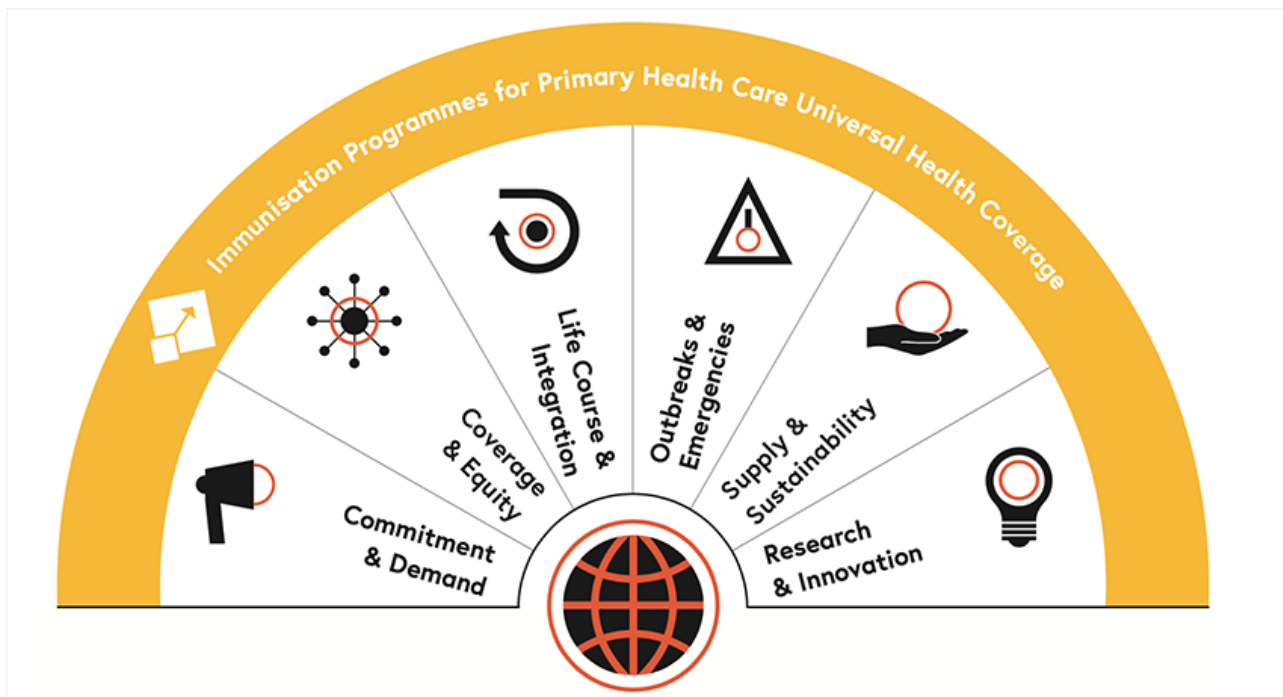 Immunisation Programmes for Primary Health Care Universal Health Coverage
Commitment
& Demand
Coverage
& Equity
Life Course &
Integration
Outbreaks &
Emergencies
Supply &
Sustainability
Research
& Innovation